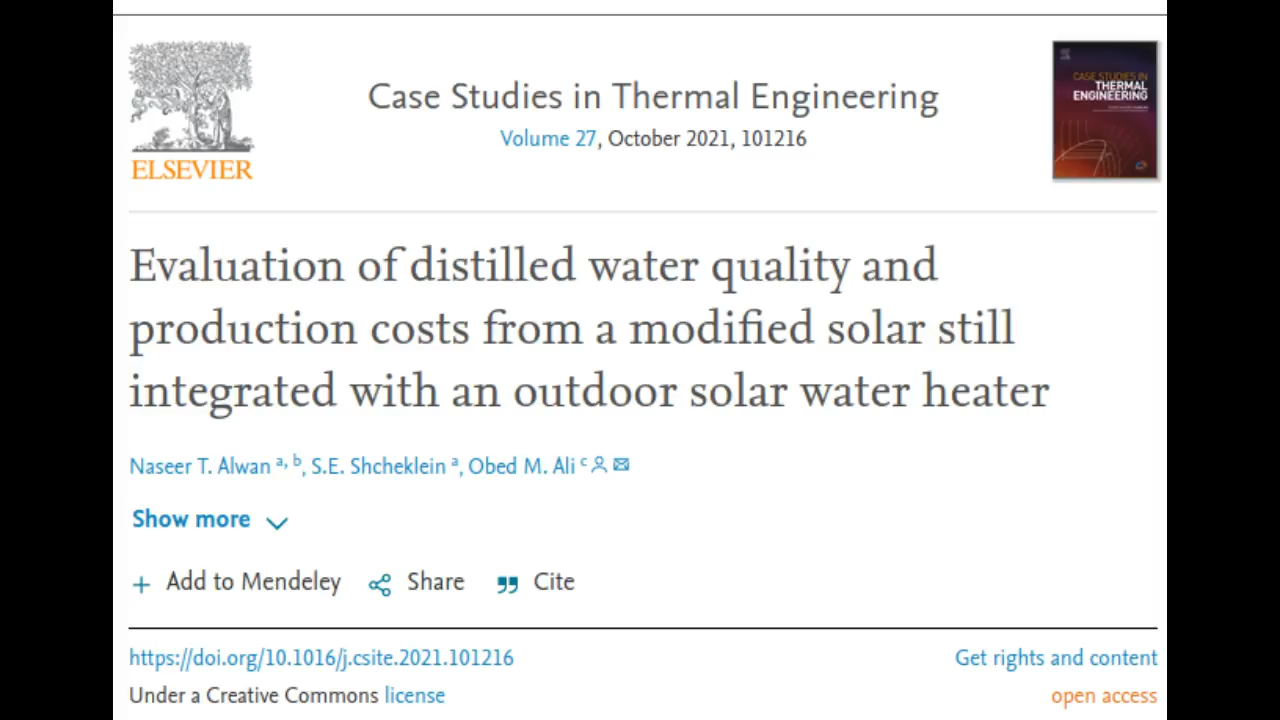 ELSEVIER
Case Studies in Thermal Engineering
Volume 27, October 2021, 101216
CASE STUDIES IN
THERMAL
ENGINEERING
Evaluation of distilled water quality and
production costs from a modified solar still
integrated with an outdoor solar water heater
Naseer T. Alwan a, b, S.E. Shcheklein a, Obed M. Ali c
Show more
Add to Mendeley Share Cite
https://doi.org/10.1016/j.csite.2021.101216 Get rights and content
Under a Creative Commons license open access